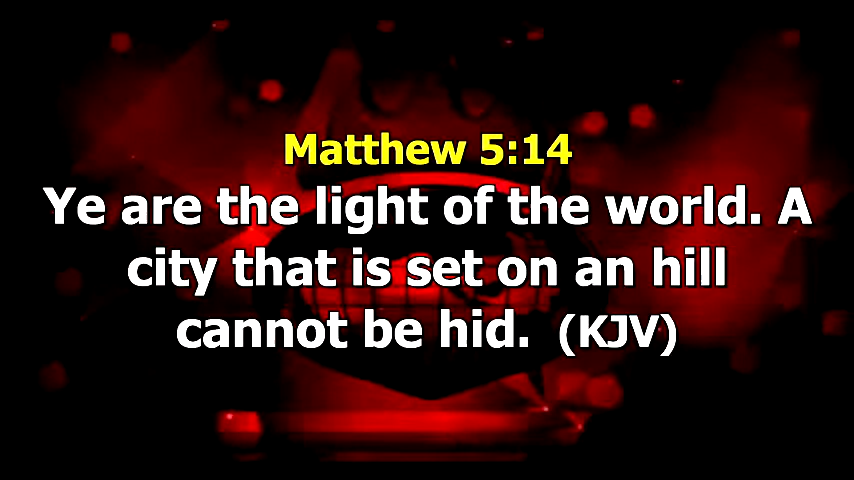 Matthew 5:14
Ye are the light of the world. A
city that is set on an hill
cannot be hid. (KJV)